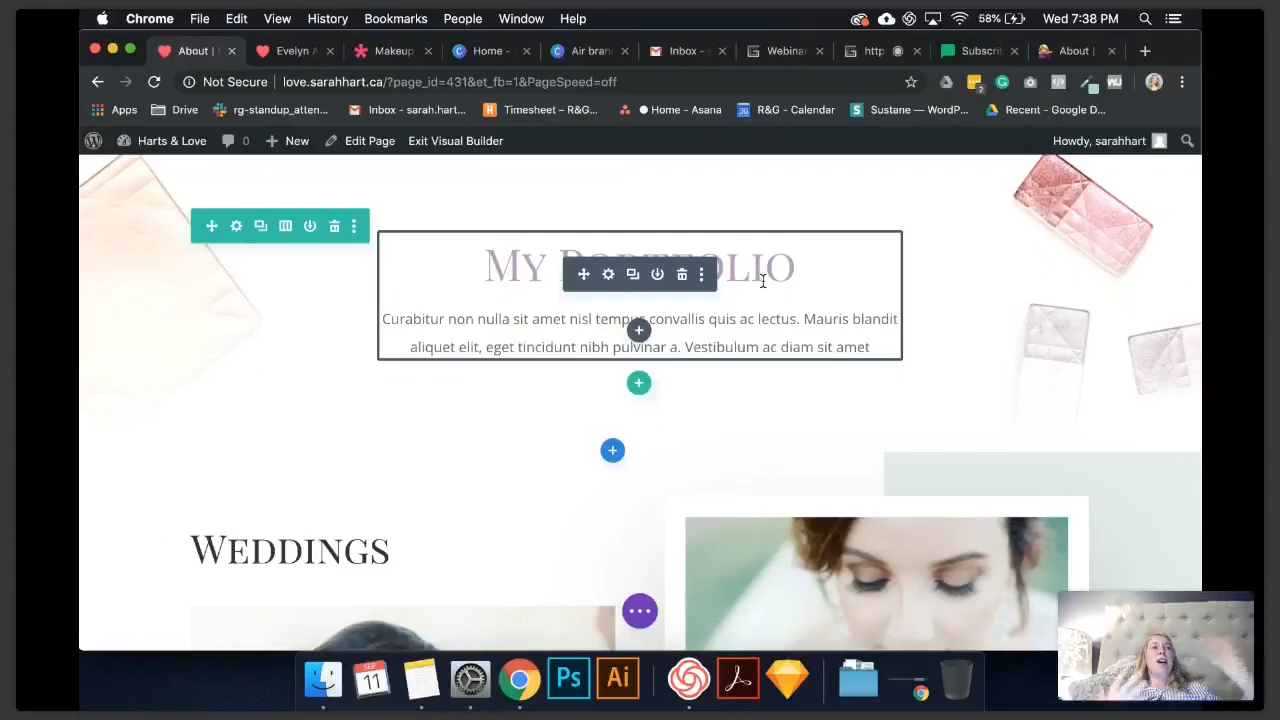 Chrome File Edit View History Bookmarks People Window Help 58% Wed 7:38 PM
About | Evelyn A Makeup Home - Air bran Inbox - Webinar http Subscri About |
Not Secure love.sarahhart.ca/?page_id=431&et_fb=1&PageSpeed=off
Apps Drive rg-standup_atten... Inbox - sarah.hart... Timesheet – R&G... Home - Asana R&G - Calendar Sustane — WordP... Recent - Google D...
Harts & Love 0 New Edit Page Exit Visual Builder Howdy, sarahhart
My Portfolio
Curabitur non nulla sit amet nisl tempus convallis quis ac lectus. Mauris blandit
aliquet elit, eget tincidunt nibh pulvinar a. Vestibulum ac diam sit amet
Weddings
SEP
11
Ps
Ai